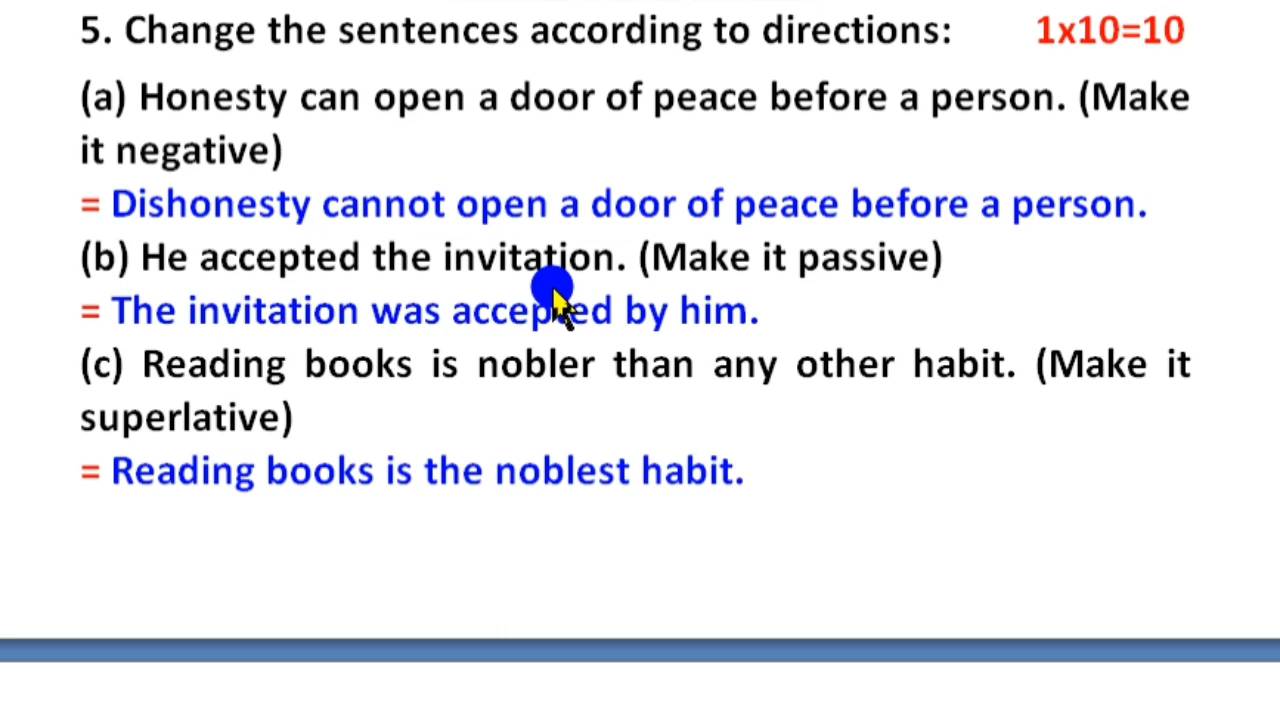 5. Change the sentences according to directions: 1x10=10
(a) Honesty can open a door of peace before a person. (Make
it negative)
= Dishonesty cannot open a door of peace before a person.
(b) He accepted the invitation. (Make it passive)
= The invitation was accepted by him.
(c) Reading books is nobler than any other habit. (Make it
superlative)
= Reading books is the noblest habit.